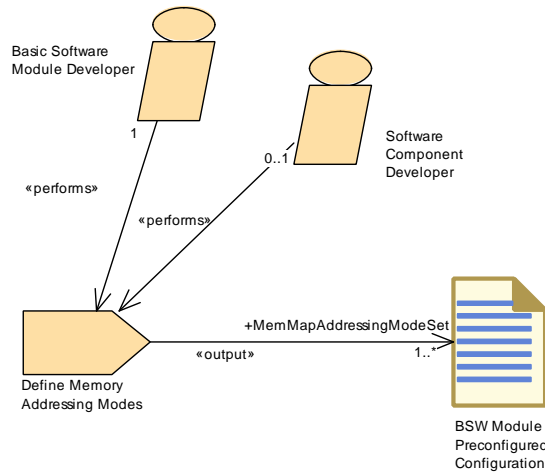 Basic Software
Module Developer
1
Software
Component
Developer
0..1
«performs»
«performs»
+MemMapAddressingModeSet
«output»
1..*
Define Memory
Addressing Modes
BSW Module
Preconfigured
Configuration